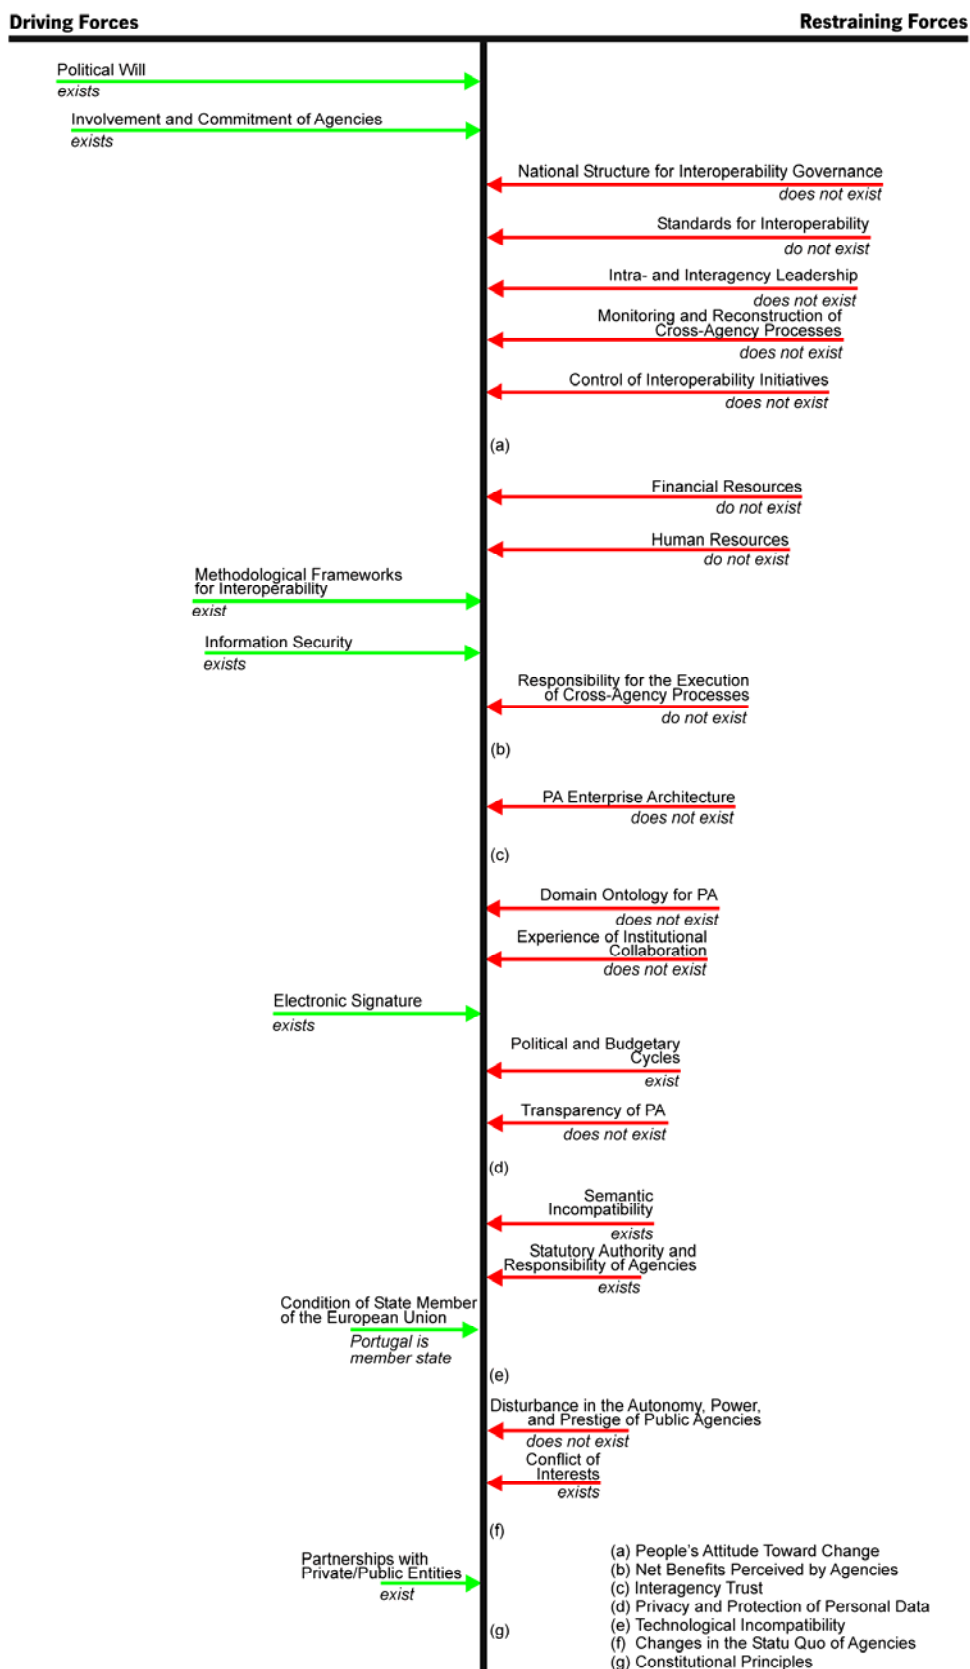 Driving Forces
Restraining Forces
Political Will
exists
Involvement and Commitment of Agencies
exists
National Structure for Interoperability Governance
does not exist
Standards for Interoperability
do not exist
Intra- and Interagency Leadership
does not exist
Monitoring and Reconstruction of
Cross-Agency Processes
does not exist
Control of Interoperability Initiatives
does not exist
(a)
Financial Resources
do not exist
Human Resources
do not exist
Methodological Frameworks
for Interoperability
exist
Information Security
exists
Responsibility for the Execution
of Cross-Agency Processes
do not exist
(b)
PA Enterprise Architecture
does not exist
(c)
Domain Ontology for PA
does not exist
Experience of Institutional
Collaboration
does not exist
Electronic Signature
exists
Political and Budgetary
Cycles
exist
Transparency of PA
does not exist
(d)
Semantic
Incompatibility
exists
Statutory Authority and
Responsibility of Agencies
exists
Condition of State Member
of the European Union
Portugal is
member state
(e)
Disturbance in the Autonomy, Power,
and Prestige of Public Agencies
does not exist
Conflict of
Interests
exists
(f)
Partnerships with
Private/Public Entities
exist
(g)
(a) People's Attitude Toward Change
(b) Net Benefits Perceived by Agencies
(c) Interagency Trust
(d) Privacy and Protection of Personal Data
(e) Technological Incompatibility
(f) Changes in the Statu Quo of Agencies
(g) Constitutional Principles